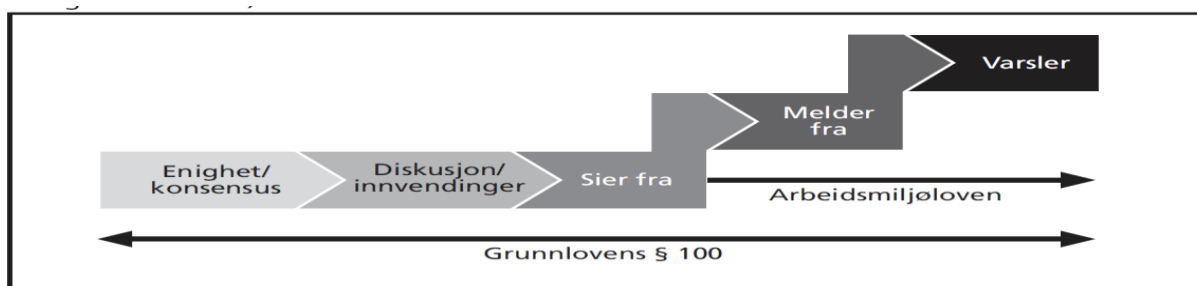 Enighet/
konsensus
Diskusjon/
innvendinger
Sier fra
Melder
fra
Varsler
Arbeidsmiljøloven
Grunnlovens § 100